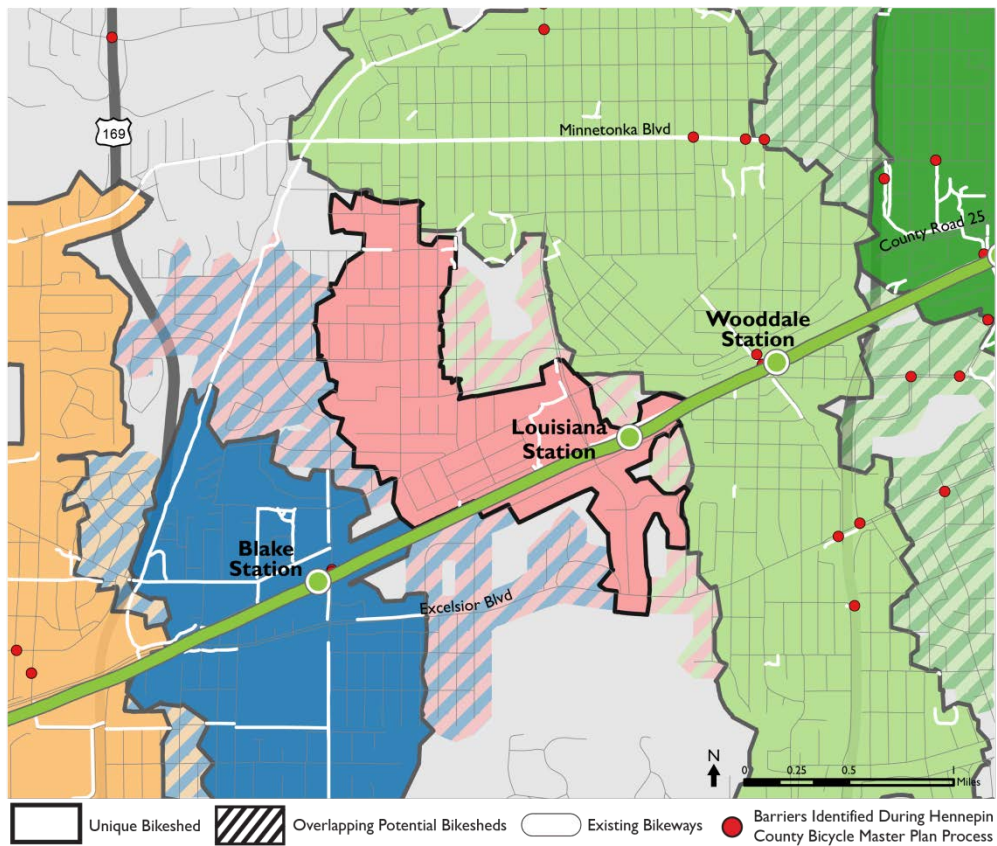 169
Minnetonka Blvd
County Road 25
Wooddale
Station
Louisiana
Station
Blake
Station
Excelsior Blvd
N
0 0.25 0.5 1
Miles
Unique Bikeshed
Overlapping Potential Bikesheds
Existing Bikeways
Barriers Identified During Hennepin
County Bicycle Master Plan Process